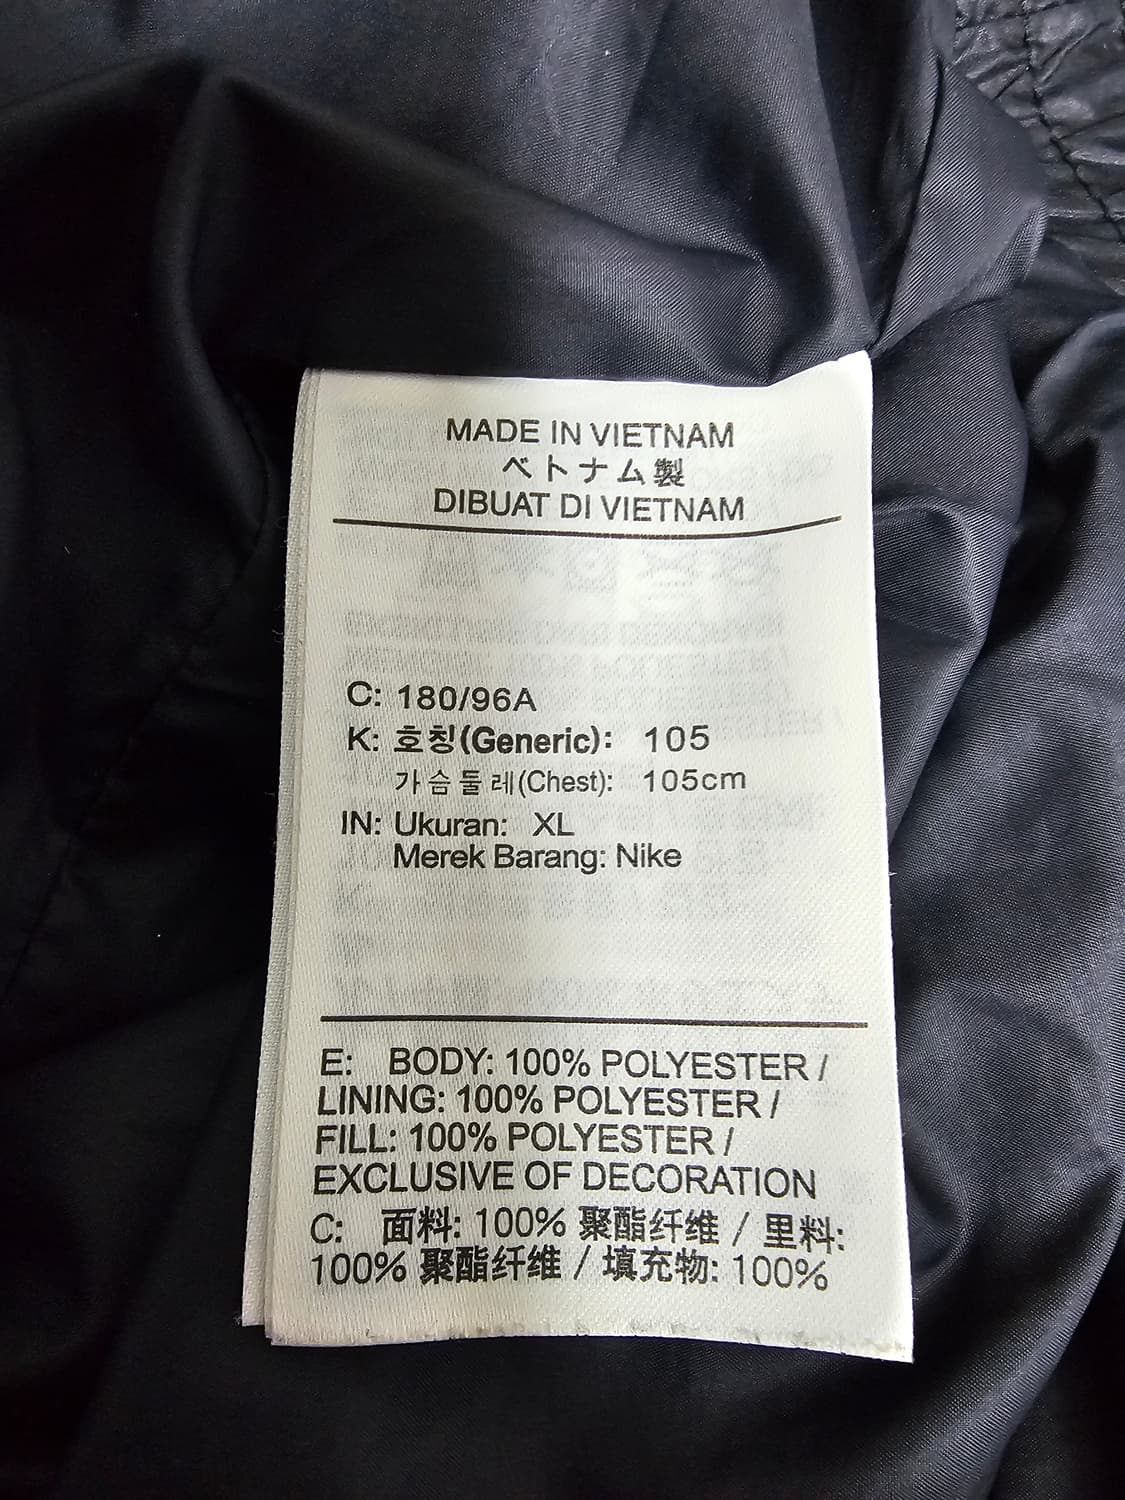 MADE IN VIETNAM
ベトナム製
DIBUAT DI VIETNAM
C: 180/96A
K: 호칭(Generic): 105
가슴둘레(Chest): 105cm
IN: Ukuran: XL
Merek Barang: Nike
E: BODY: 100% POLYESTER /
LINING: 100% POLYESTER /
FILL: 100% POLYESTER /
EXCLUSIVE OF DECORATION
C: 面料: 100% 聚酯纤维 / 里料:
100% 聚酯纤维 / 填充物: 100%